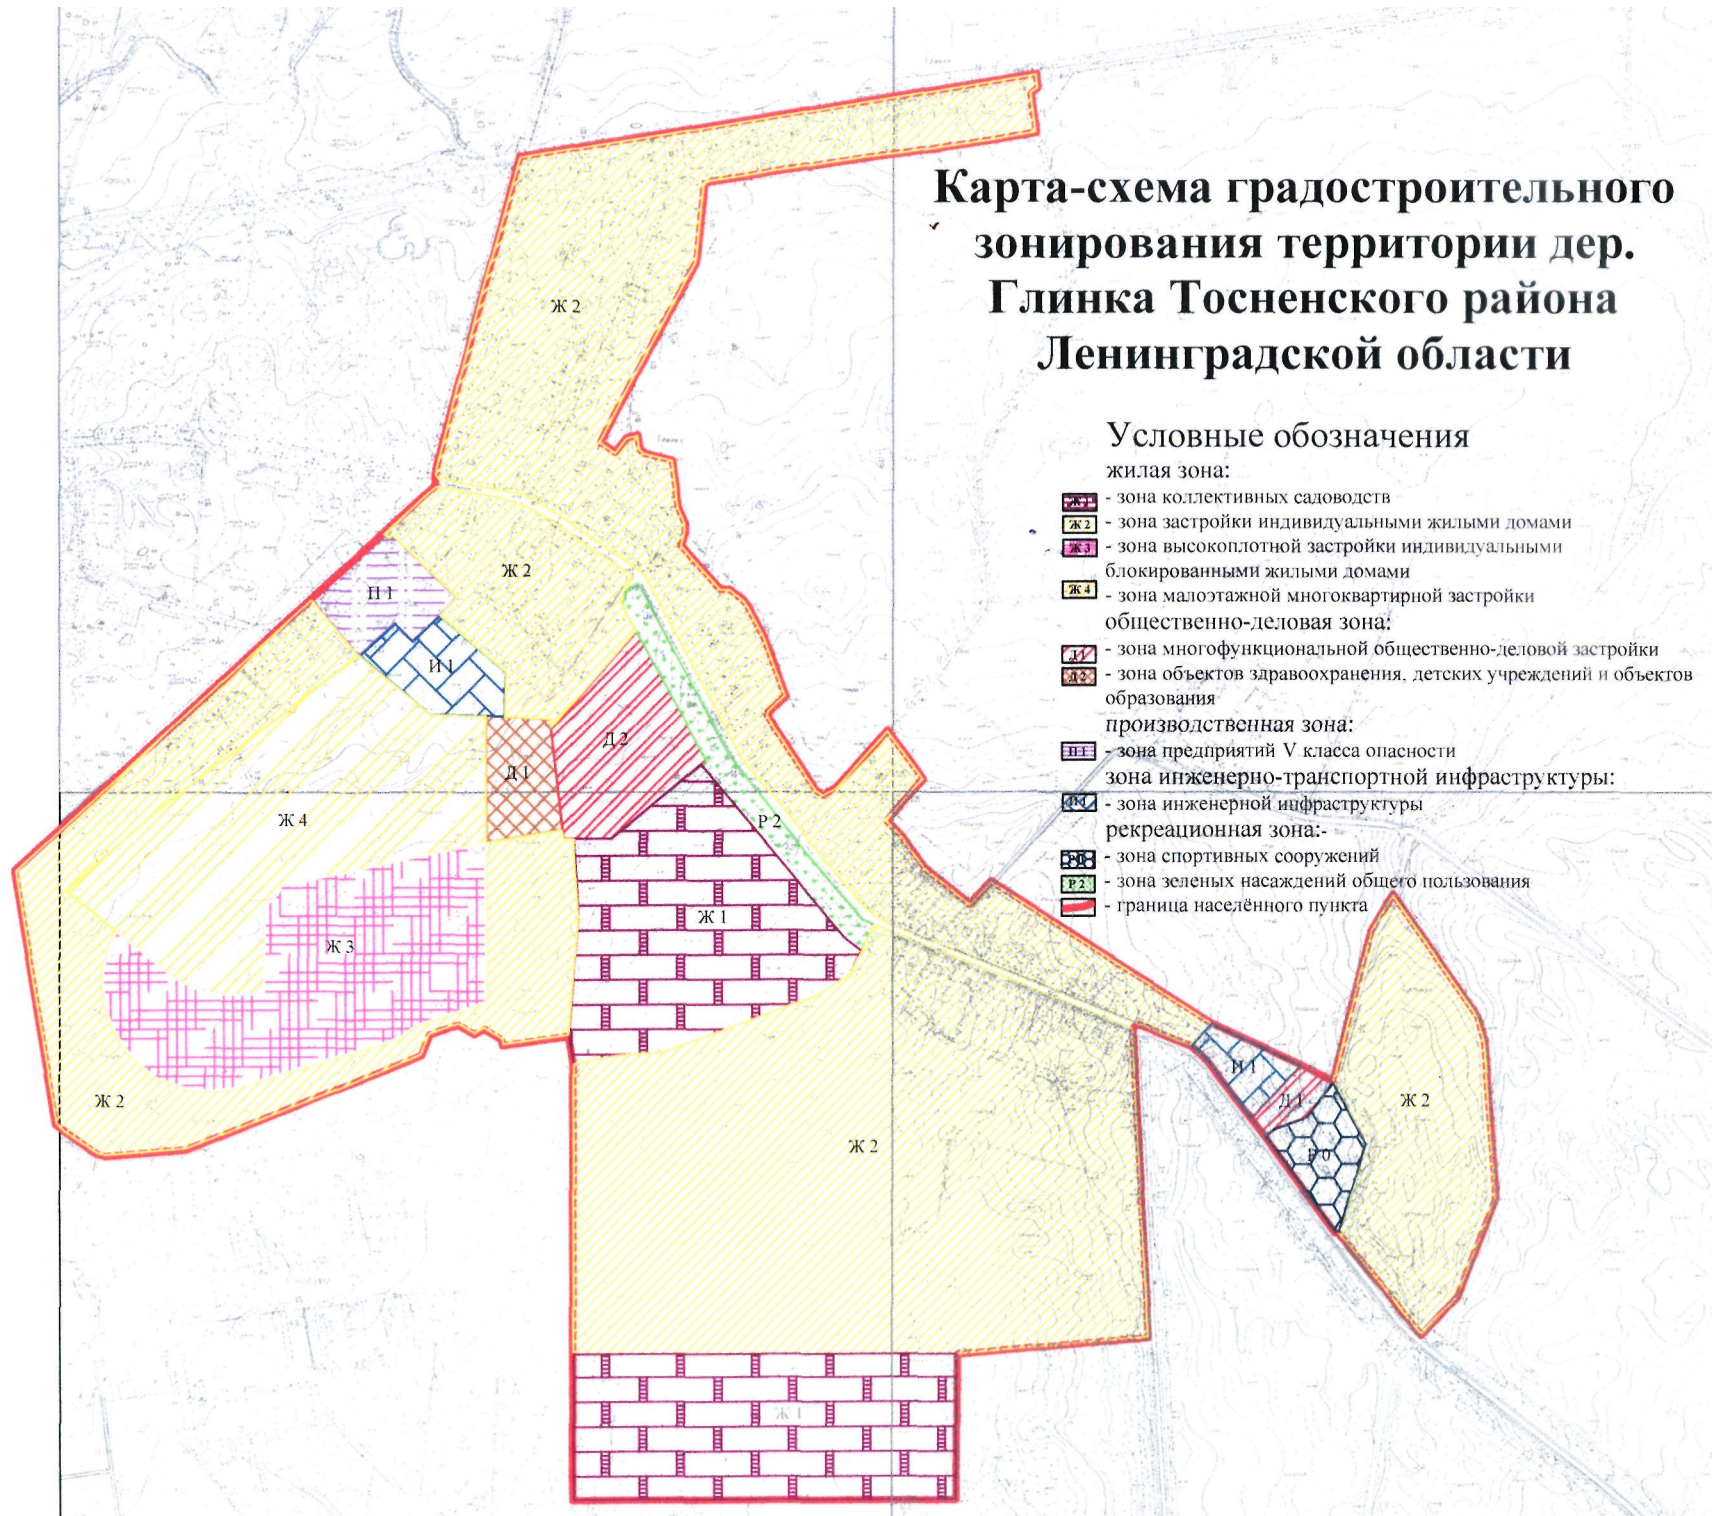 Карта-схема градостроительного
зонирования территории дер.
Глинка Тосненского района
Ленинградской области
Условные обозначения
жилая зона:
Ж 1 - зона коллективных садоводств
Ж 2 - зона застройки индивидуальными жилыми домами
Ж 3 - зона высокоплотной застройки индивидуальными
блокированными жилыми домами
Ж 4 - зона малоэтажной многоквартирной застройки
общественно-деловая зона:
Д1 - зона многофункциональной общественно-деловой застройки
Д 2 - зона объектов здравоохранения, детских учреждений и объектов
образования
производственная зона:
П 1 - зона предприятий V класса опасности
зона инженерно-транспортной инфраструктуры:
И 1 - зона инженерной инфраструктуры
рекреационная зона:-
- зона спортивных сооружений
Р 2 - зона зеленых насаждений общего пользования
- граница населённого пункта
Ж 2
Ж 2
П 1
И 1
Д 2
Д 1
Ж 4
Р 2
Ж 1
Ж 3
И 1
Д 1
Ж 2
Ж 2
Ж 2
Р 0
Ж 1